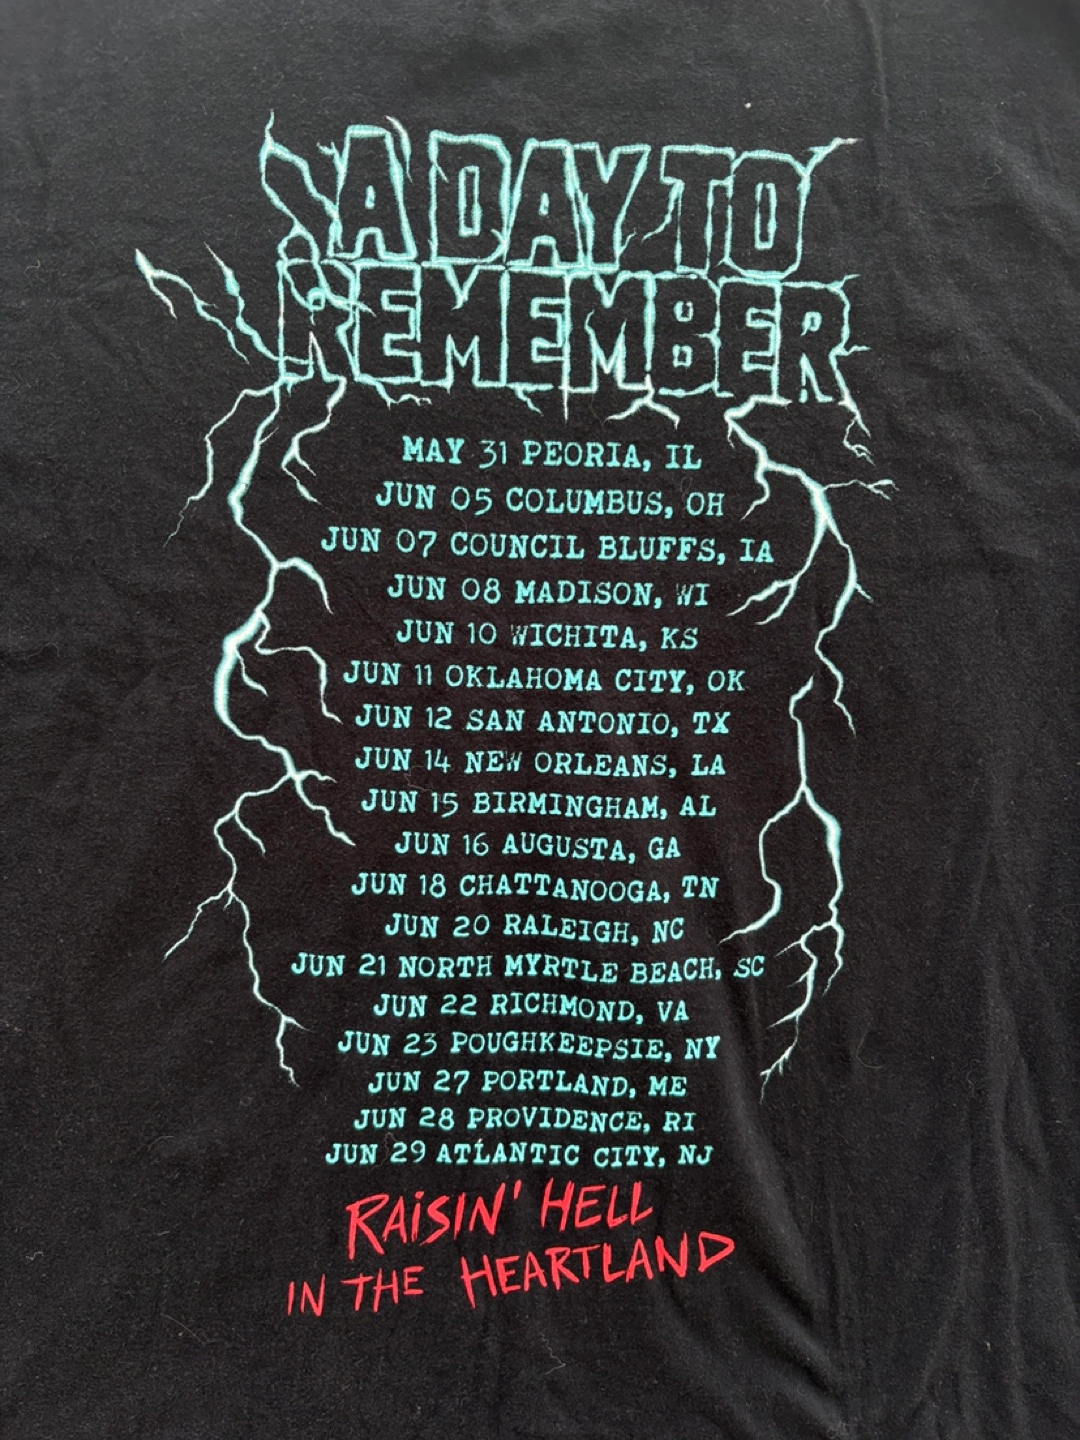 A DAY TO
REMEMBER
MAY 31 PEORIA, IL
JUN 05 COLUMBUS, OH
JUN 07 COUNCIL BLUFFS, IA
JUN 08 MADISON, WI
JUN 10 WICHITA, KS
JUN 11 OKLAHOMA CITY, OK
JUN 12 SAN ANTONIO, TX
JUN 14 NEW ORLEANS, LA
JUN 15 BIRMINGHAM, AL
JUN 16 AUGUSTA, GA
JUN 18 CHATTANOOGA, TN
JUN 20 RALEIGH, NC
JUN 21 NORTH MYRTLE BEACH, SC
JUN 22 RICHMOND, VA
JUN 23 POUGHKEEPSIE, NY
JUN 27 PORTLAND, ME
JUN 28 PROVIDENCE, RI
JUN 29 ATLANTIC CITY, NJ
RAISIN' HELL
IN THE HEARTLAND